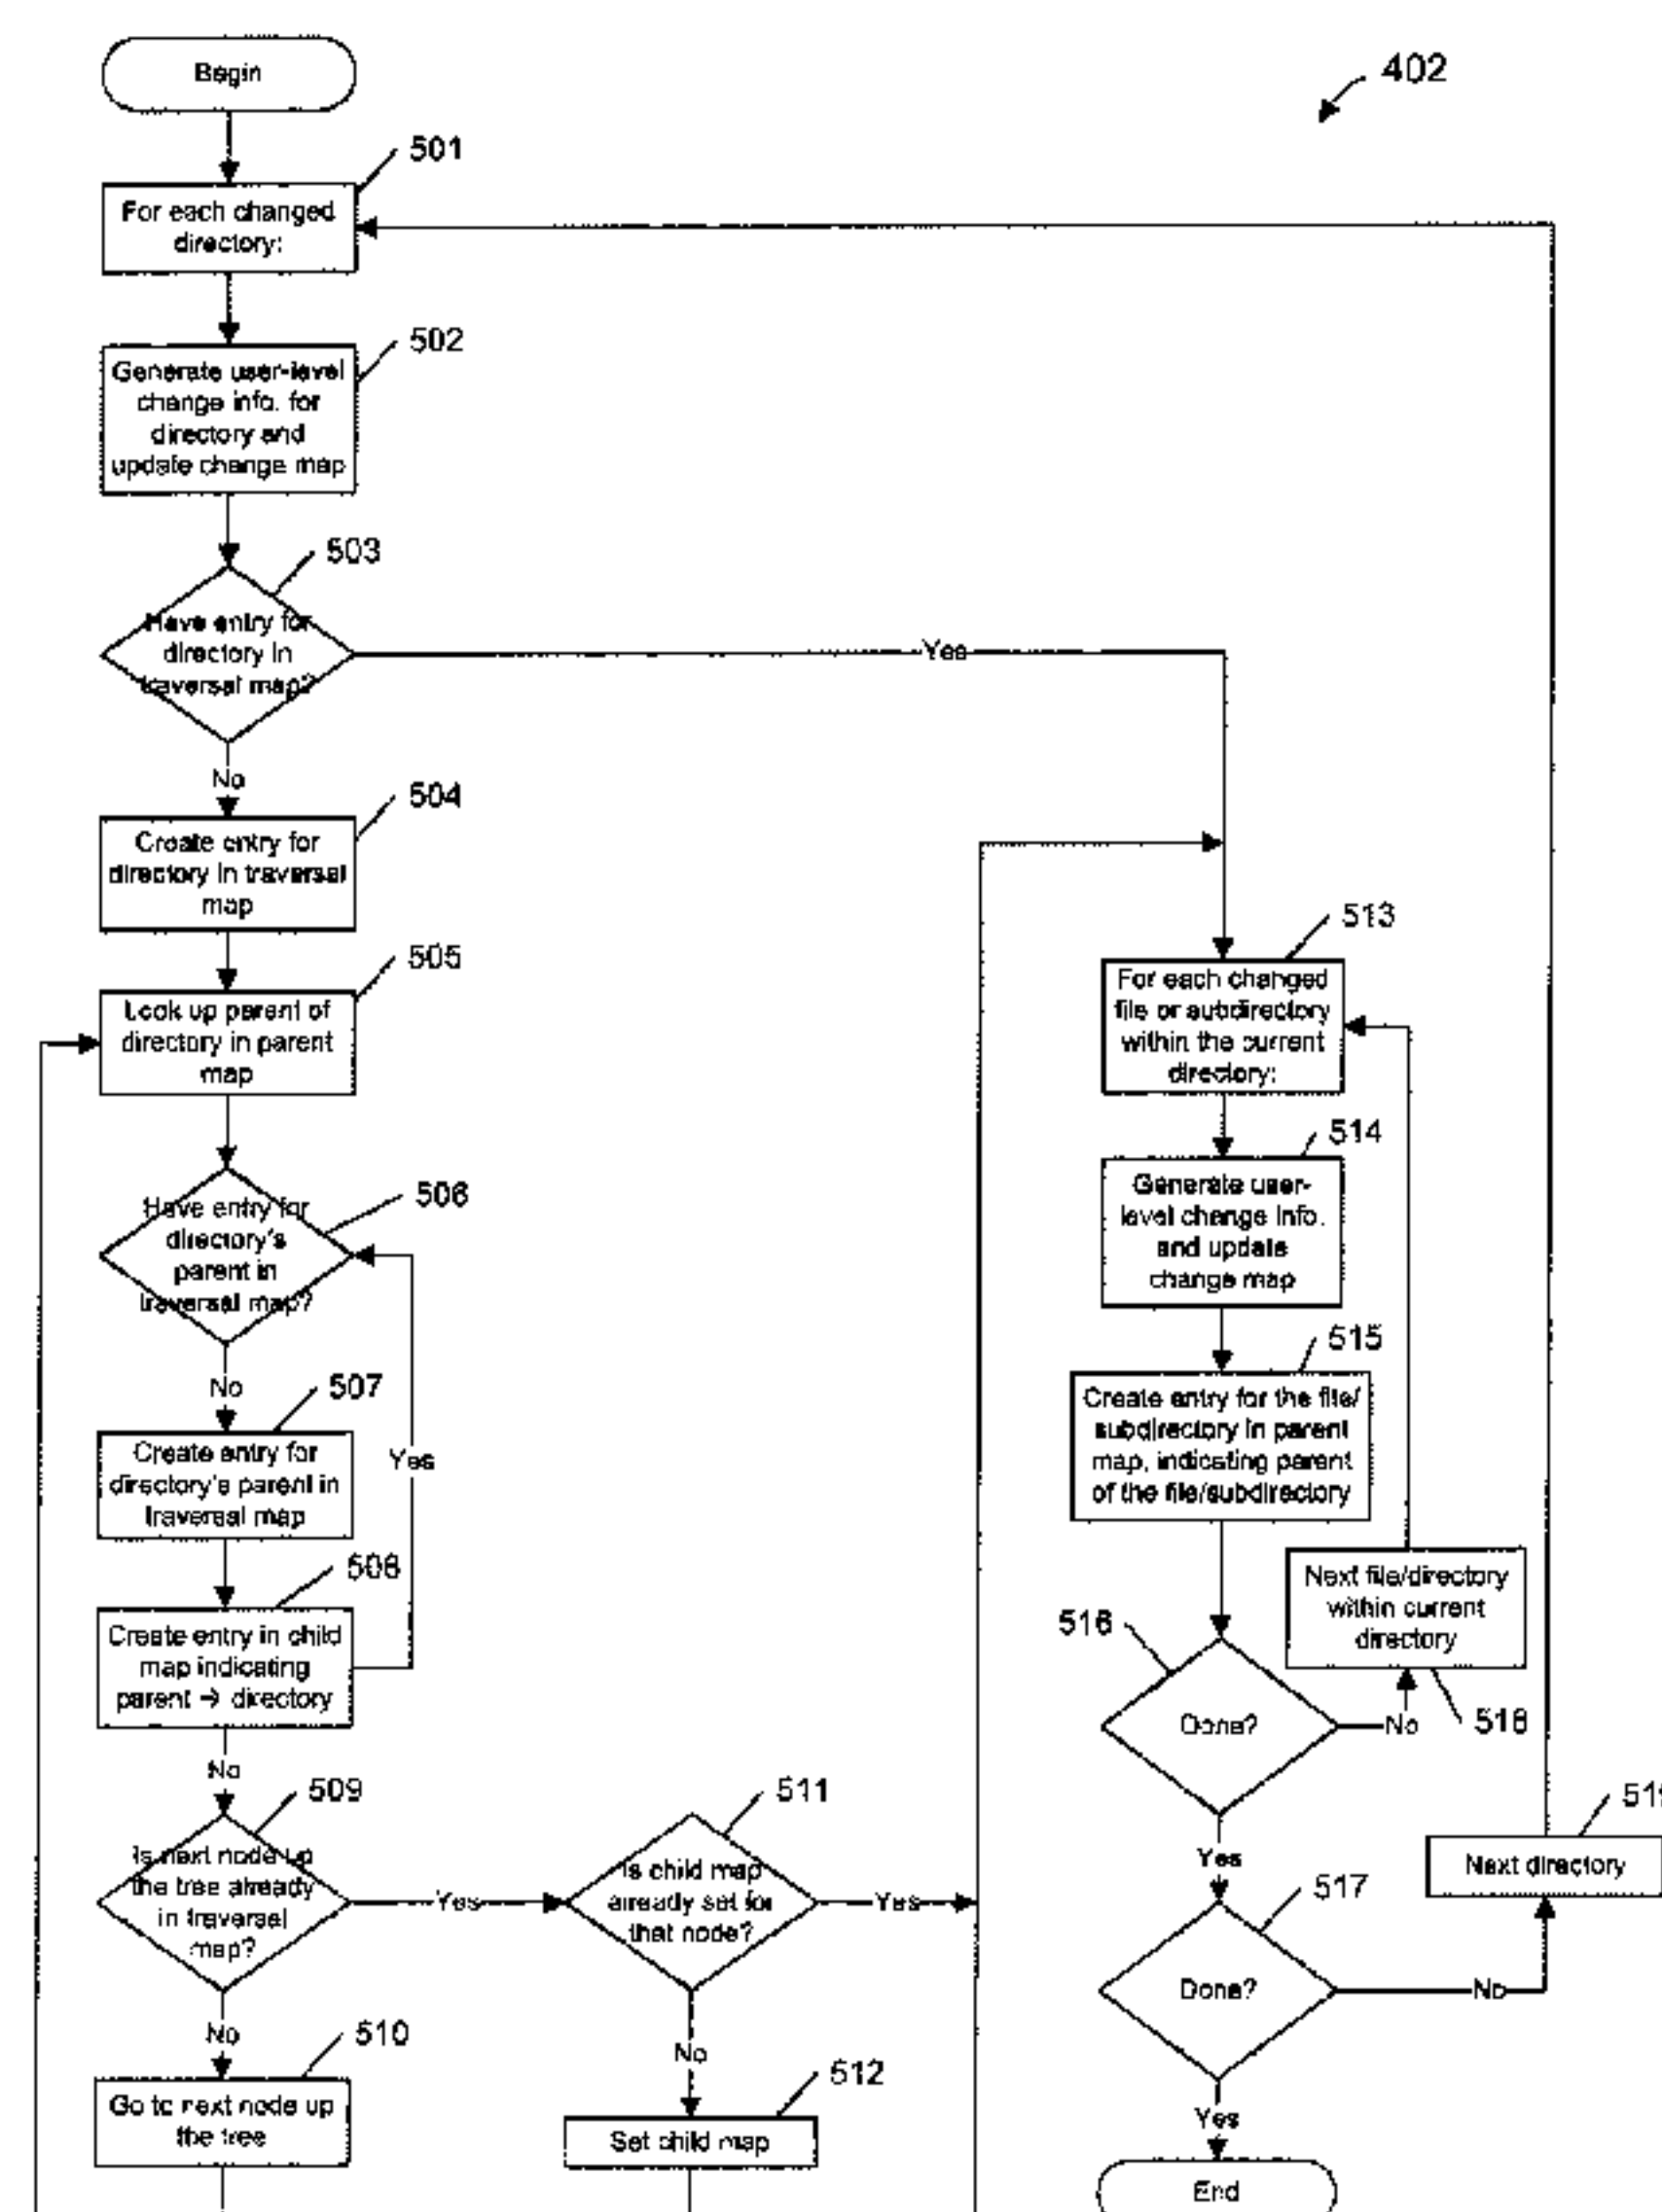 Begin
402
501
For each changed
directory:
502
Generate user-level
change info. for
directory and
update change map
503
Have entry for
directory in
traversal map?
Yes
No
504
Create entry for
directory in traversal
map
505
Look up parent of
directory in parent
map
506
Have entry for
directory's
parent in
traversal map?
No
507
Create entry for
directory's parent in
traversal map
Yes
508
Create entry in child
map indicating
parent → directory
No
509
Is next node up
the tree already
in traversal
map?
Yes
No
510
Go to next node up
the tree
511
Is child map
already set for
that node?
Yes
No
512
Set child map
513
For each changed
file or subdirectory
within the current
directory:
514
Generate user-
level change info.
and update
change map
515
Create entry for the file/
subdirectory in parent
map, indicating parent
of the file/subdirectory
516
Done?
No
Next file/directory
within current
directory
518
Yes
517
Done?
No
519
Next directory
Yes
End